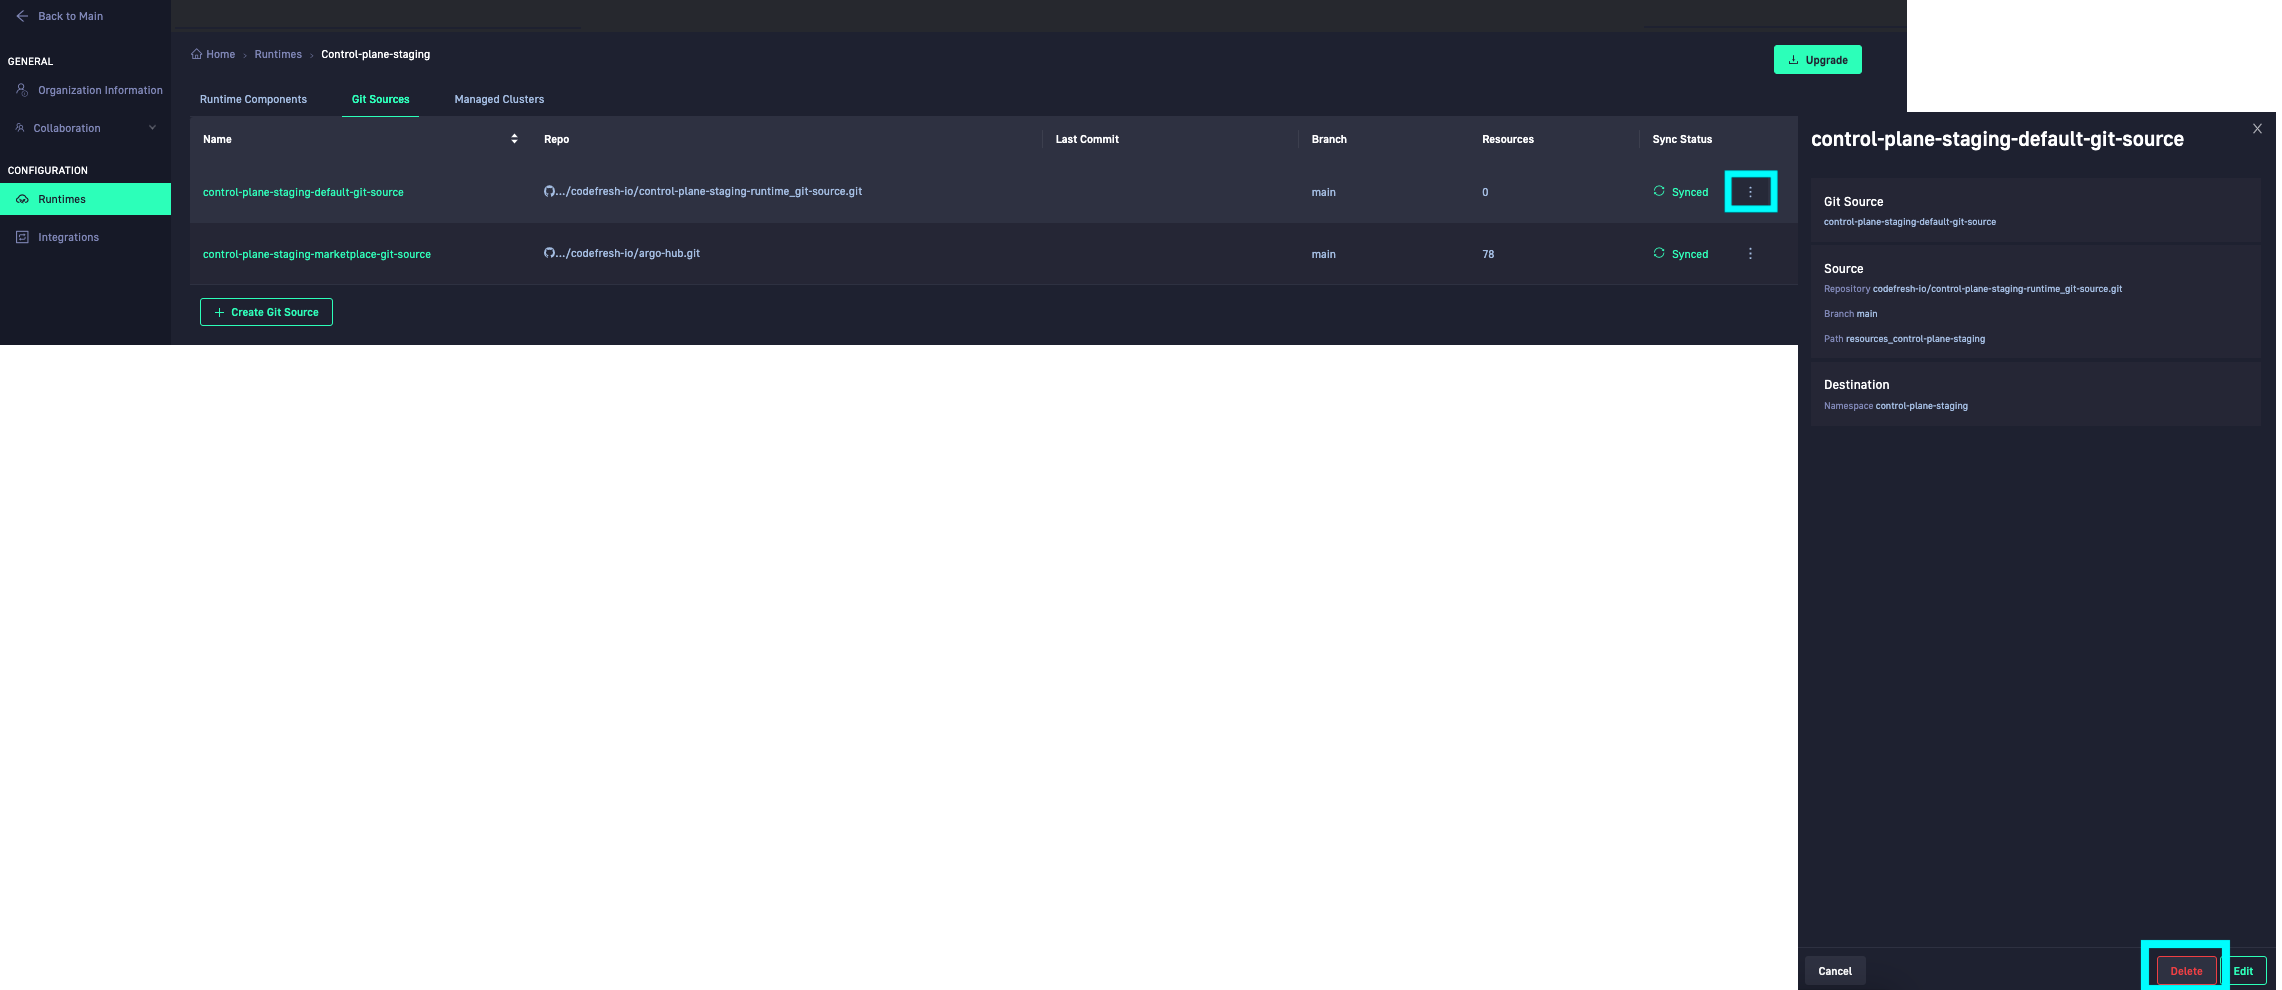 Back to Main
GENERAL
Organization Information
Collaboration
CONFIGURATION
Runtimes
Integrations
Home › Runtimes › Control-plane-staging
Upgrade
Runtime Components Git Sources Managed Clusters
Name Repo Last Commit Branch Resources Sync Status
control-plane-staging-default-git-source .../codefresh-io/control-plane-staging-runtime_git-source.git main 0 Synced
control-plane-staging-marketplace-git-source .../codefresh-io/argo-hub.git main 78 Synced
+ Create Git Source
control-plane-staging-default-git-source
Git Source
control-plane-staging-default-git-source
Source
Repository codefresh-io/control-plane-staging-runtime_git-source.git
Branch main
Path resources_control-plane-staging
Destination
Namespace control-plane-staging
Cancel Delete Edit